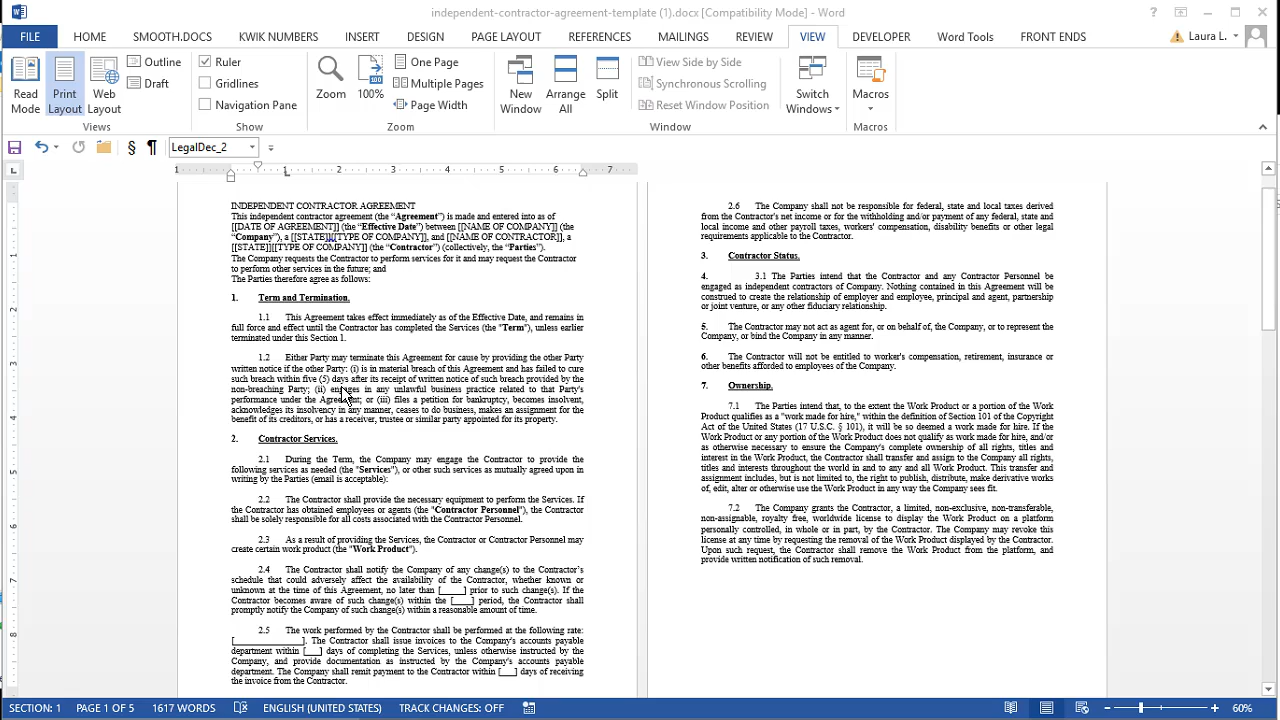 independent-contractor-agreement-template (1).docx [Compatibility Mode] - Word
FILE HOME SMOOTH.DOCS KWIK NUMBERS INSERT DESIGN PAGE LAYOUT REFERENCES MAILINGS REVIEW VIEW DEVELOPER Word Tools FRONT ENDS Laura L.
Read Mode
Print Layout
Web Layout
Outline
Draft
Views
Ruler
Gridlines
Navigation Pane
Show
Zoom
100%
One Page
Multiple Pages
Page Width
Zoom
New Window
Arrange All
Split
View Side by Side
Synchronous Scrolling
Reset Window Position
Window
Switch Windows
Macros
Macros
§ ¶ LegalDec_2
1 1 2 3 4 5 6 7
1
2
3
4
5
6
7
8
INDEPENDENT CONTRACTOR AGREEMENT
This independent contractor agreement (the “Agreement”) is made and entered into as of
[[DATE OF AGREEMENT]] (the “Effective Date”) between [[NAME OF COMPANY]] (the
“Company”), a [[STATE]][[TYPE OF COMPANY]], and [[NAME OF CONTRACTOR]], a
[[STATE]][[TYPE OF COMPANY]] (the “Contractor”) (collectively, the “Parties”).
The Company requests the Contractor to perform services for it and may request the Contractor
to perform other services in the future; and
The Parties therefore agree as follows:
1. Term and Termination.
1.1 This Agreement takes effect immediately as of the Effective Date, and remains in
full force and effect until the Contractor has completed the Services (the "Term"), unless earlier
terminated under this Section 1.
1.2 Either Party may terminate this Agreement for cause by providing the other Party
written notice if the other Party: (i) is in material breach of this Agreement and has failed to cure
such breach within five (5) days after its receipt of written notice of such breach provided by the
non-breaching Party; (ii) engages in any unlawful business practice related to that Party's
performance under the Agreement; or (iii) files a petition for bankruptcy, becomes insolvent,
acknowledges its insolvency in any manner, ceases to do business, makes an assignment for the
benefit of its creditors, or has a receiver, trustee or similar party appointed for its property.
2. Contractor Services.
2.1 During the Term, the Company may engage the Contractor to provide the
following services as needed (the "Services"), or other such services as mutually agreed upon in
writing by the Parties (email is acceptable):
2.2 The Contractor shall provide the necessary equipment to perform the Services. If
the Contractor has obtained employees or agents (the "Contractor Personnel"), the Contractor
shall be solely responsible for all costs associated with the Contractor Personnel.
2.3 As a result of providing the Services, the Contractor or Contractor Personnel may
create certain work product (the "Work Product").
2.4 The Contractor shall notify the Company of any change(s) to the Contractor’s
schedule that could adversely affect the availability of the Contractor, whether known or
unknown at the time of this Agreement, no later than [_____] prior to such change(s). If the
Contractor becomes aware of such change(s) within the [____] period, the Contractor shall
promptly notify the Company of such change(s) within a reasonable amount of time.
2.5 The work performed by the Contractor shall be performed at the following rate:
[______________]. The Contractor shall issue invoices to the Company's accounts payable
department within [___] days of completing the Services, unless otherwise instructed by the
Company, and provide documentation as instructed by the Company's accounts payable
department. The Company shall remit payment to the Contractor within [___] days of receiving
the invoice from the Contractor.
2.6 The Company shall not be responsible for federal, state and local taxes derived
from the Contractor's net income or for the withholding and/or payment of any federal, state and
local income and other payroll taxes, workers' compensation, disability benefits or other legal
requirements applicable to the Contractor.
3. Contractor Status.
4. 3.1 The Parties intend that the Contractor and any Contractor Personnel be
engaged as independent contractors of Company. Nothing contained in this Agreement will be
construed to create the relationship of employer and employee, principal and agent, partnership
or joint venture, or any other fiduciary relationship.
5. The Contractor may not act as agent for, or on behalf of, the Company, or to represent the
Company, or bind the Company in any manner.
6. The Contractor will not be entitled to worker's compensation, retirement, insurance or
other benefits afforded to employees of the Company.
7. Ownership.
7.1 The Parties intend that, to the extent the Work Product or a portion of the Work
Product qualifies as a "work made for hire," within the definition of Section 101 of the Copyright
Act of the United States (17 U.S.C. § 101), it will be so deemed a work made for hire. If the
Work Product or any portion of the Work Product does not qualify as work made for hire, and/or
as otherwise necessary to ensure the Company's complete ownership of all rights, titles and
interest in the Work Product, the Contractor shall transfer and assign to the Company all rights,
titles and interests throughout the world in and to any and all Work Product. This transfer and
assignment includes, but is not limited to, the right to publish, distribute, make derivative works
of, edit, alter or otherwise use the Work Product in any way the Company sees fit.
7.2 The Company grants the Contractor, a limited, non-exclusive, non-transferable,
non-assignable, royalty free, worldwide license to display the Work Product on a platform
personally controlled, in whole or in part, by the Contractor. The Company may revoke this
license at any time by requesting the removal of the Work Product displayed by the Contractor.
Upon such request, the Contractor shall remove the Work Product from the platform, and
provide written notification of such removal.
SECTION: 1 PAGE 1 OF 5 1617 WORDS ENGLISH (UNITED STATES) TRACK CHANGES: OFF 60%